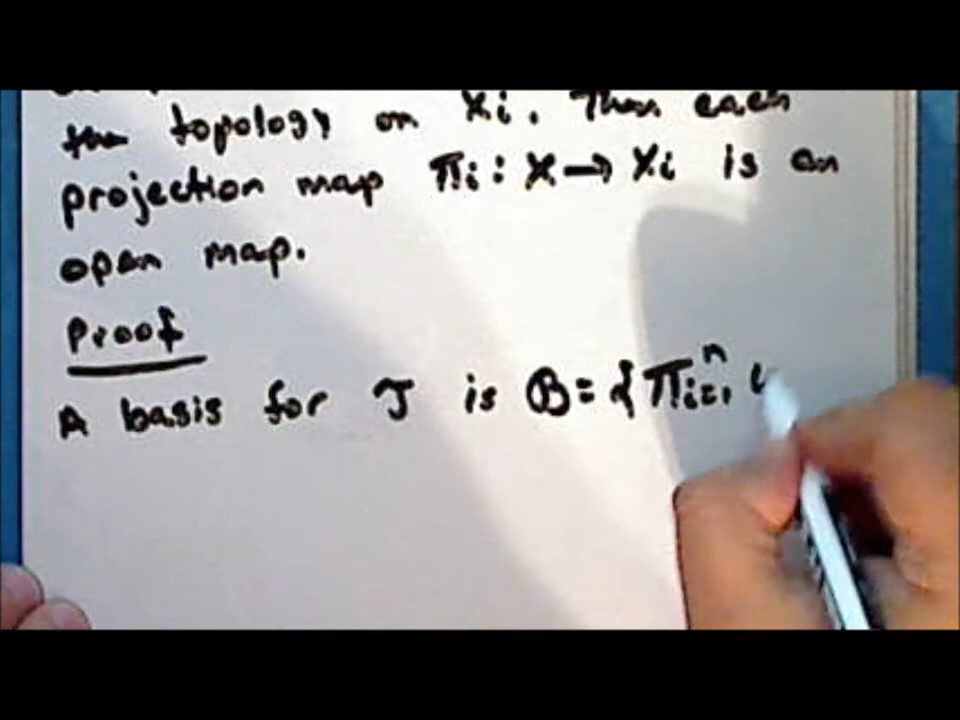 the topology on Xi. Then each
projection map πi : X → Xi is an
open map.
Proof
A basis for J is B = { πi=1^n U